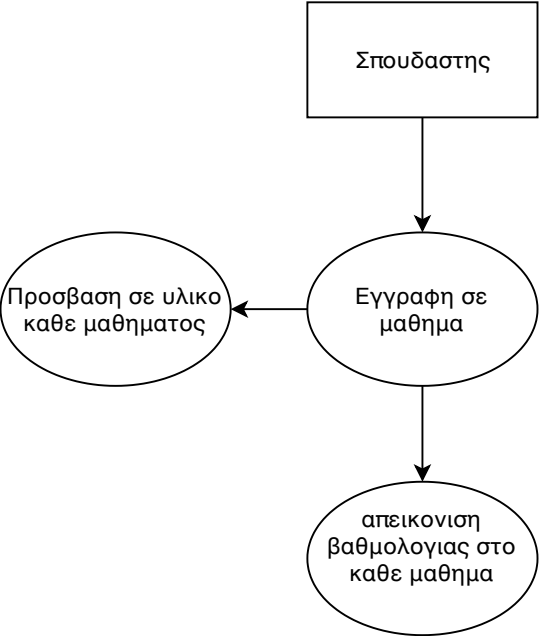 Σπουδαστης
Προσβαση σε υλικο
καθε μαθηματος
Εγγραφη σε
μαθημα
απεικονιση
βαθμολογιας στο
καθε μαθημα